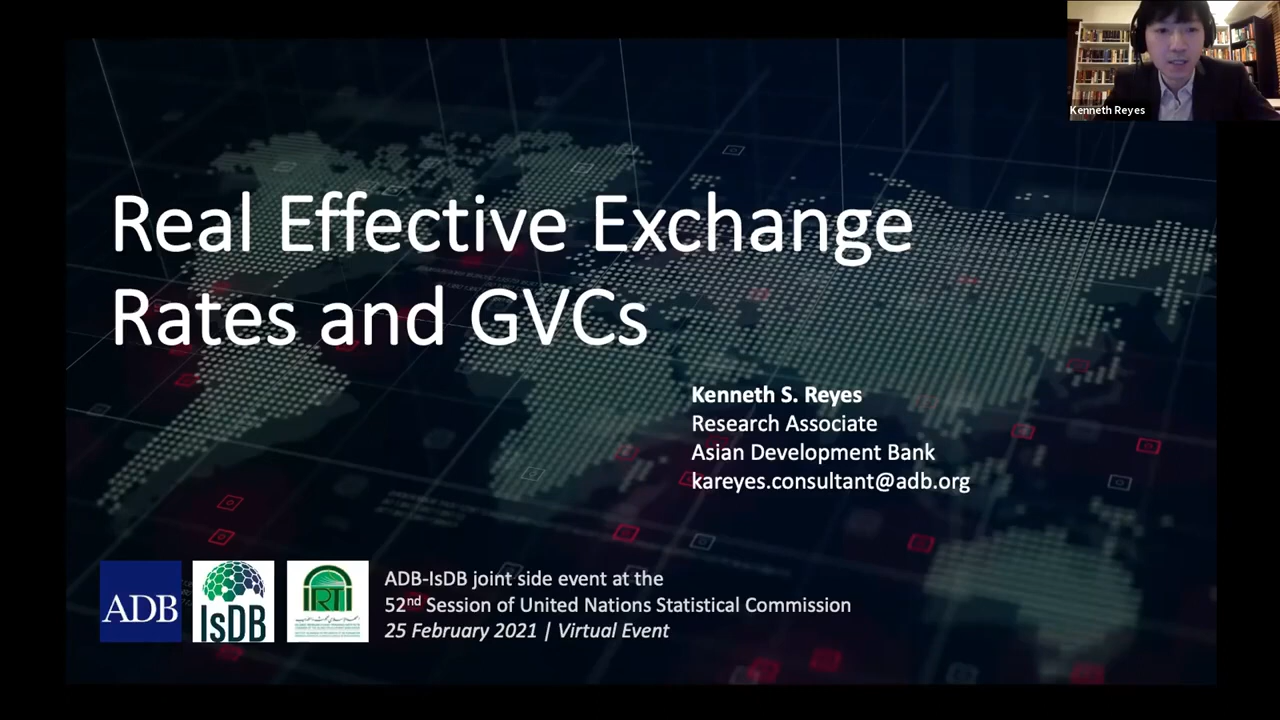 Kenneth Reyes
Real Effective Exchange
Rates and GVCs
Kenneth S. Reyes
Research Associate
Asian Development Bank
kareyes.consultant@adb.org
ADB
IsDB
IRTI
ADB-IsDB joint side event at the
52nd Session of United Nations Statistical Commission
25 February 2021 | Virtual Event